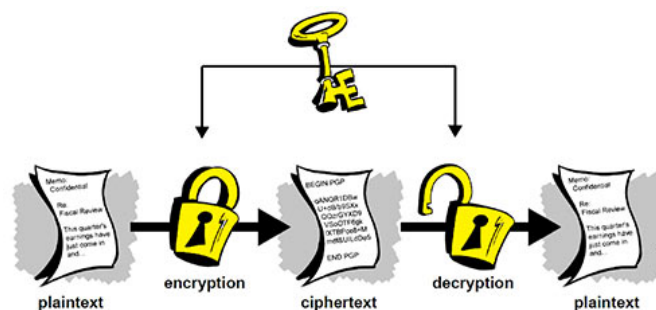 Memo:
Confidential
Re:
Fiscal Review
This quarter's
earnings have
just come in
and...
BEGIN PGP
END PGP
Memo:
Confidential
Re:
Fiscal Review
This quarter's
earnings have
just come in
and...
plaintext
encryption
ciphertext
decryption
plaintext